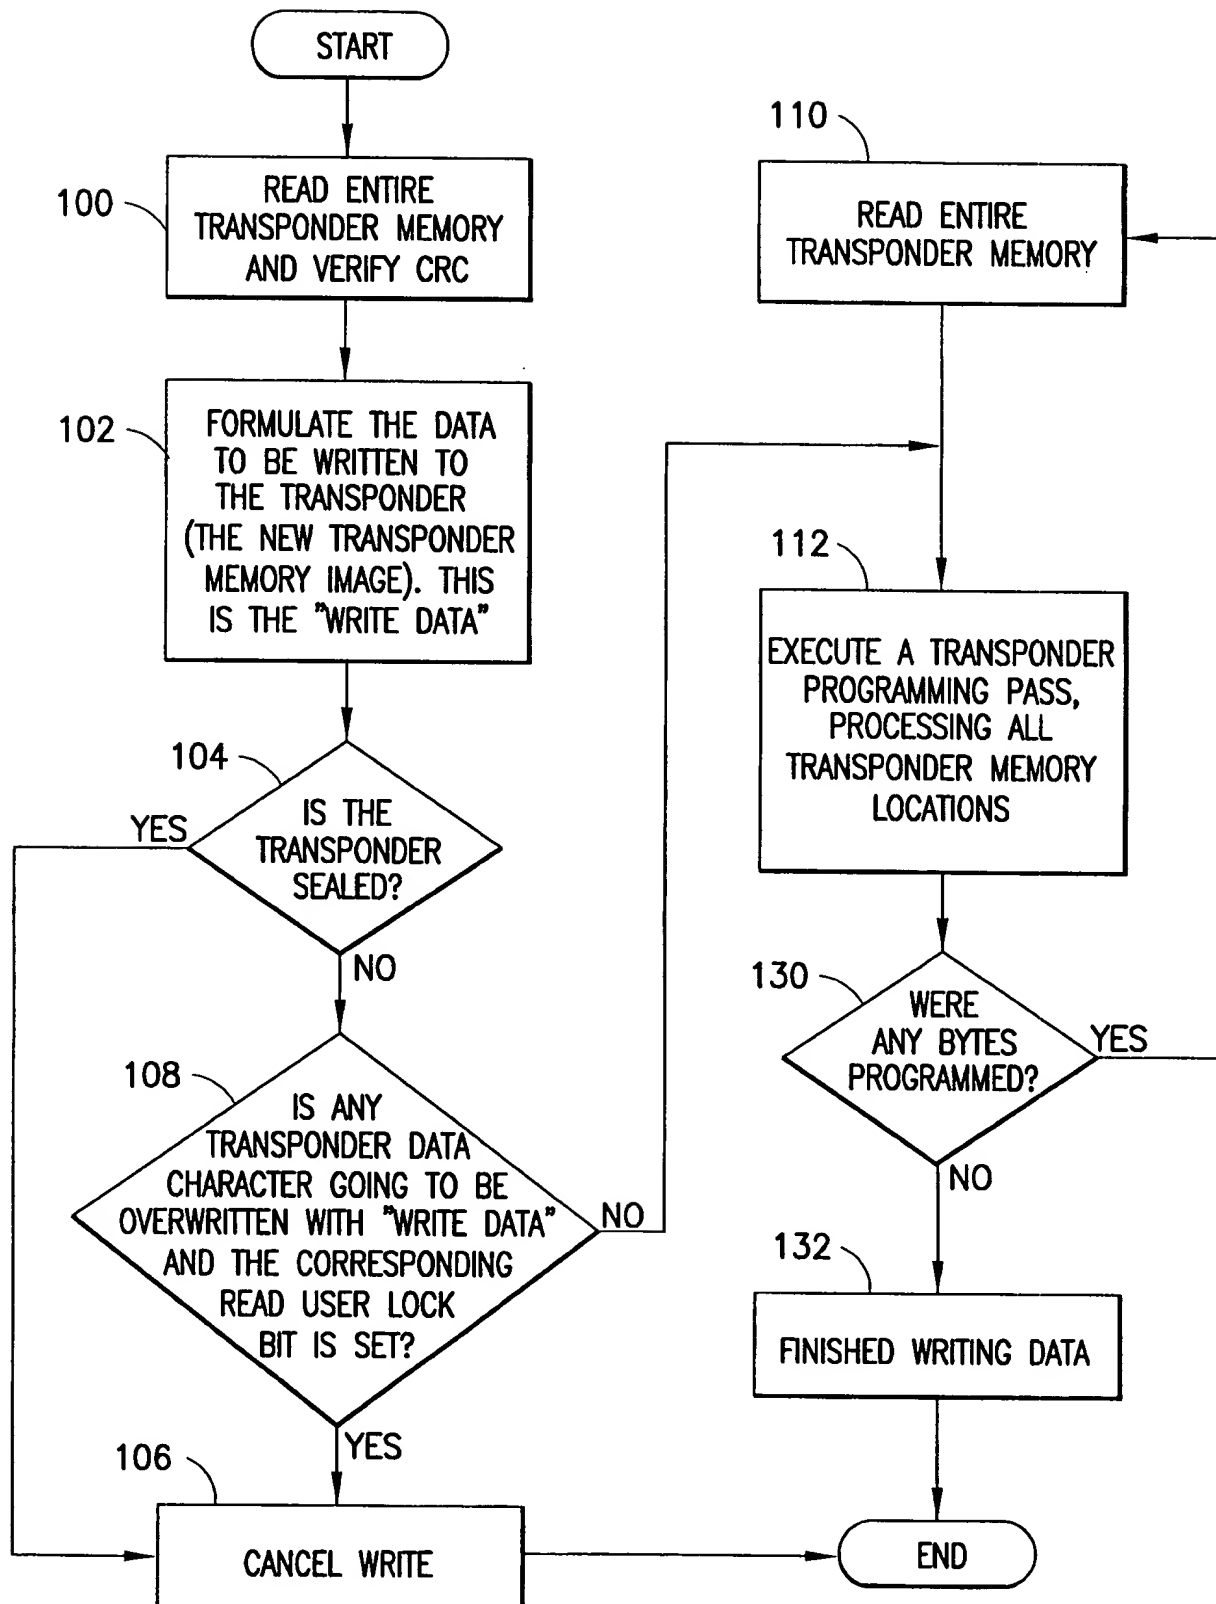 START
100
READ ENTIRE
TRANSPONDER MEMORY
AND VERIFY CRC
102
FORMULATE THE DATA
TO BE WRITTEN TO
THE TRANSPONDER
(THE NEW TRANSPONDER
MEMORY IMAGE). THIS
IS THE "WRITE DATA"
104
YES
IS THE
TRANSPONDER
SEALED?
NO
108
IS ANY
TRANSPONDER DATA
CHARACTER GOING TO BE
OVERWRITTEN WITH "WRITE DATA"
AND THE CORRESPONDING
READ USER LOCK
BIT IS SET?
NO
YES
106
CANCEL WRITE
110
READ ENTIRE
TRANSPONDER MEMORY
112
EXECUTE A TRANSPONDER
PROGRAMMING PASS,
PROCESSING ALL
TRANSPONDER MEMORY
LOCATIONS
130
WERE
ANY BYTES
PROGRAMMED?
YES
NO
132
FINISHED WRITING DATA
END